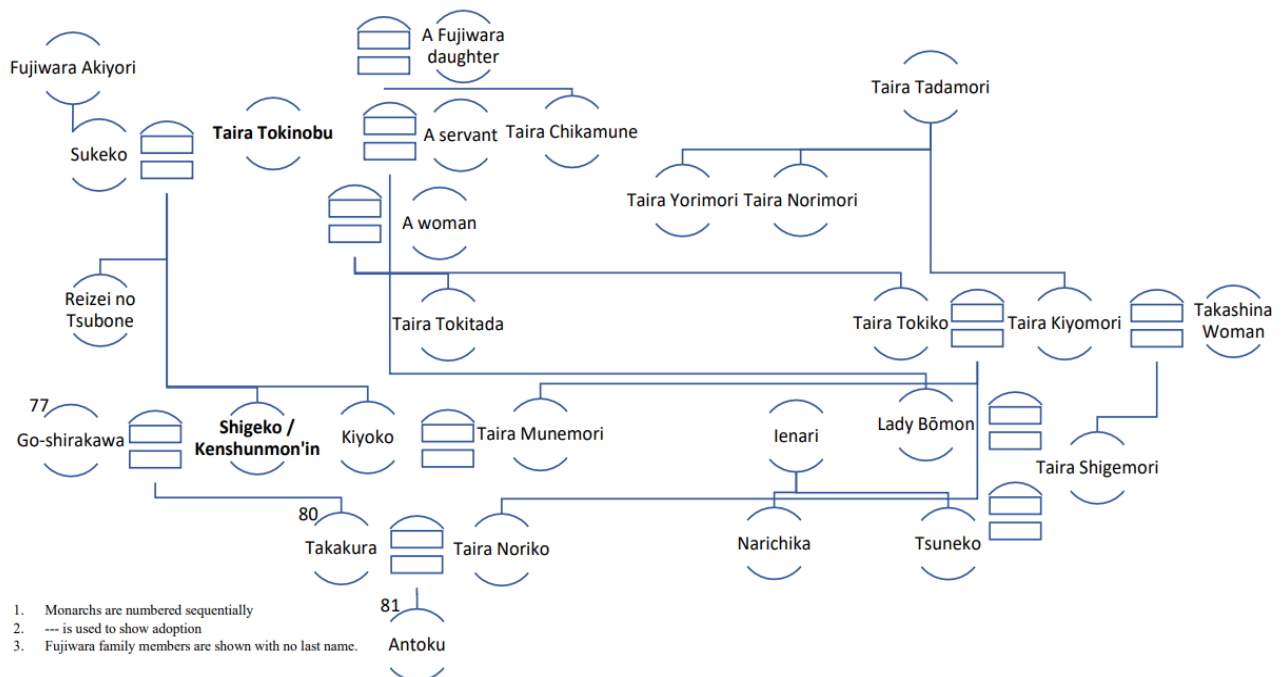 A Fujiwara
daughter
Fujiwara Akiyori
Taira Tadamori
Taira Tokinobu
A servant
Taira Chikamune
Sukeko
Taira Yorimori
Taira Norimori
A woman
Reizei no
Tsubone
Taira Tokitada
Taira Tokiko
Taira Kiyomori
Takashina
Woman
77
Go-shirakawa
Shigeko /
Kenshunmon'in
Kiyoko
Taira Munemori
Ienari
Lady Bōmon
Taira Shigemori
80
Takakura
Taira Noriko
Narichika
Tsuneko
81
Antoku
1. Monarchs are numbered sequentially
2. --- is used to show adoption
3. Fujiwara family members are shown with no last name.